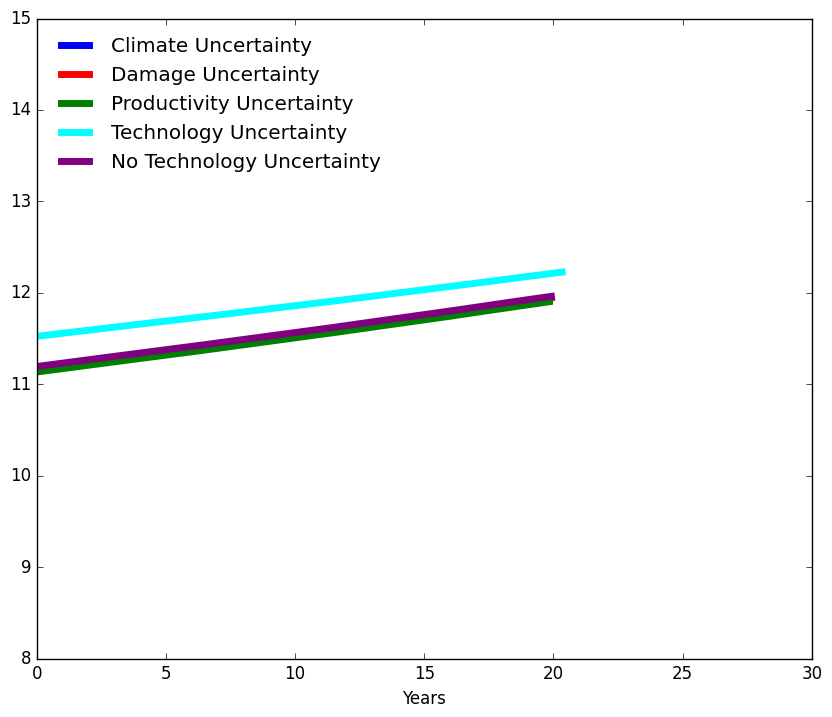 15
14
13
12
11
10
9
8
Climate Uncertainty
Damage Uncertainty
Productivity Uncertainty
Technology Uncertainty
No Technology Uncertainty
0 5 10 15 20 25 30
Years